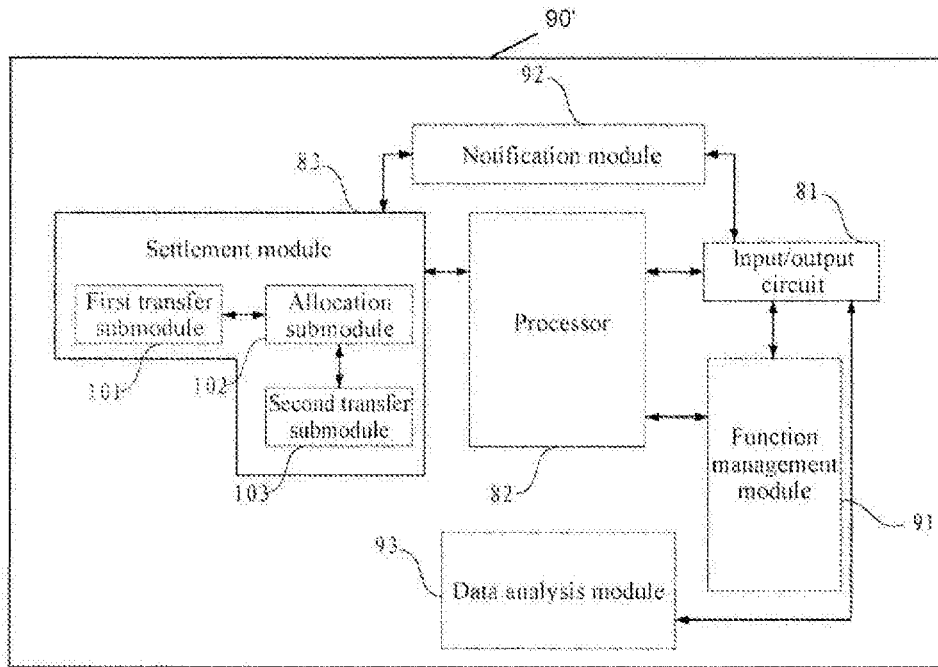 90'
92
Notification module
83
81
Settlement module
Input/output
circuit
First transfer
submodule
Allocation
submodule
Processor
101
102
Second transfer
submodule
Function
management
module
103
82
91
93
Data analysis module